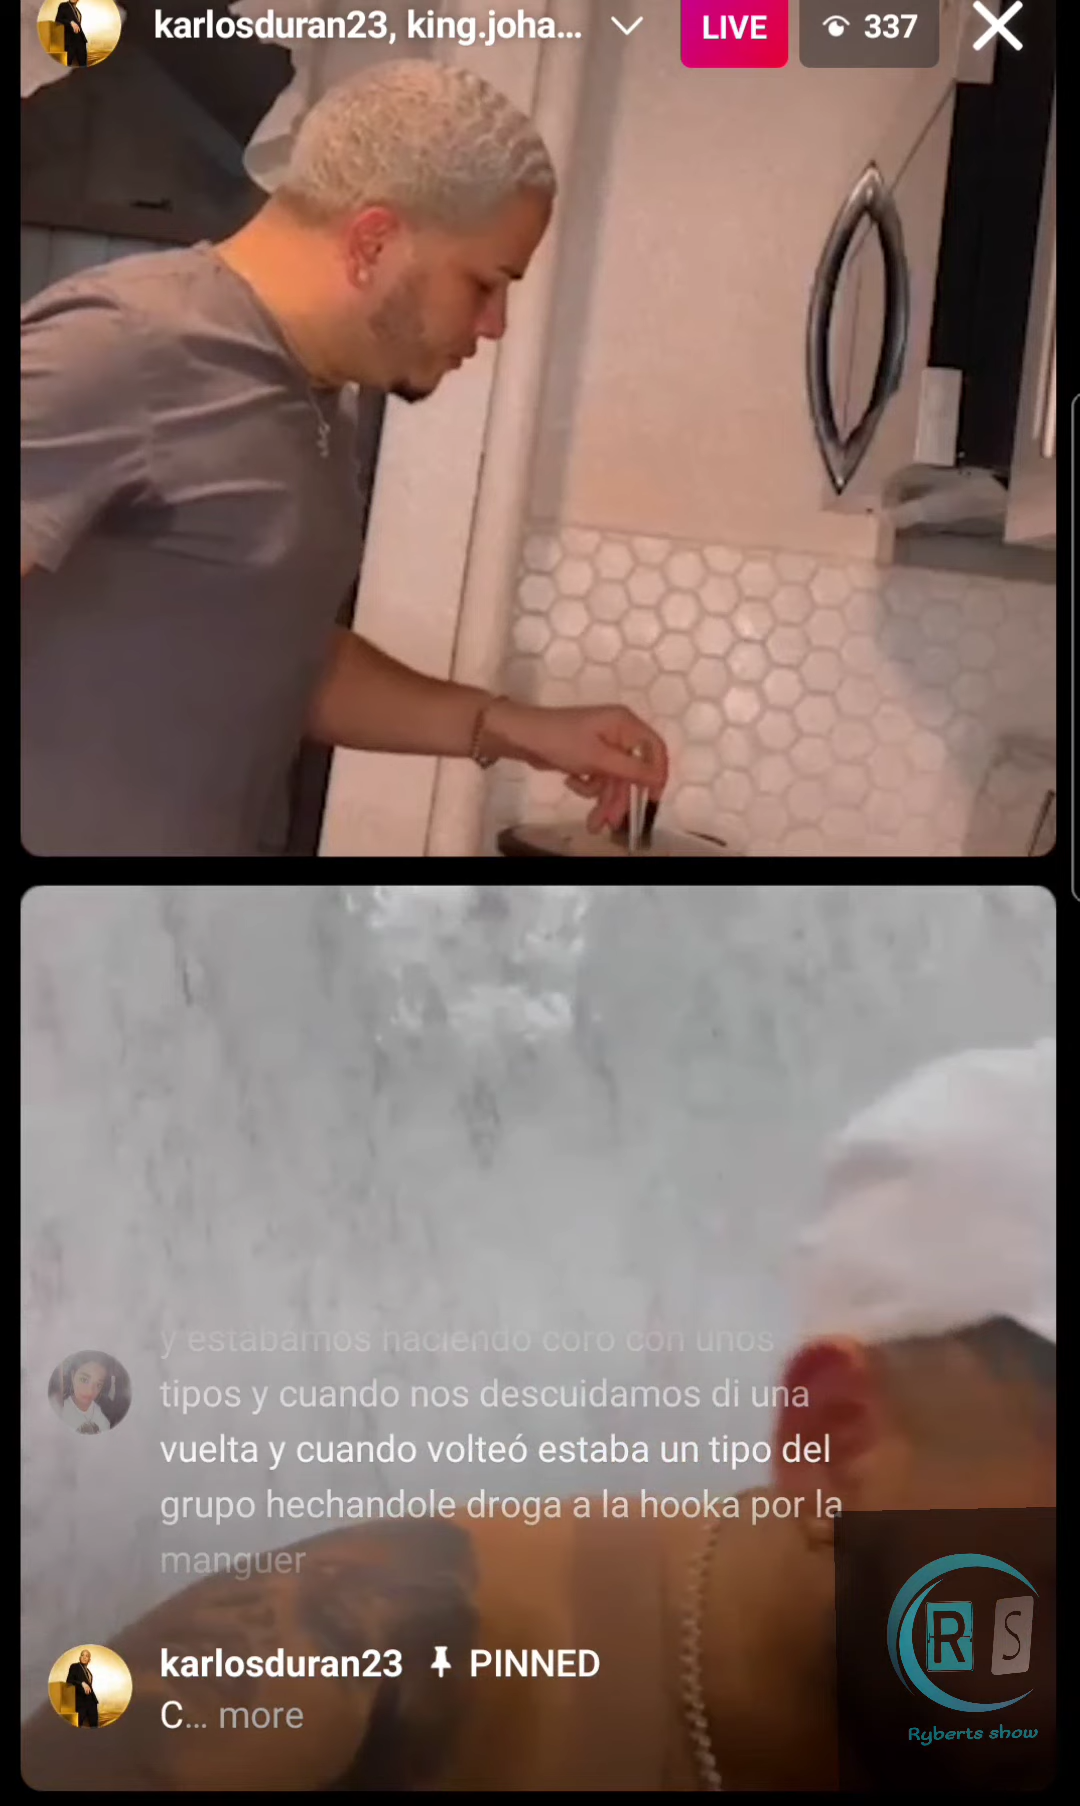 karlosduran23, king.joha...
LIVE
337
y estabamos haciendo coro con unos
tipos y cuando nos descuidamos di una
vuelta y cuando volteó estaba un tipo del
grupo hechandole droga a la hooka por la
manguer
karlosduran23 PINNED
C... more
R S
Ryberts show